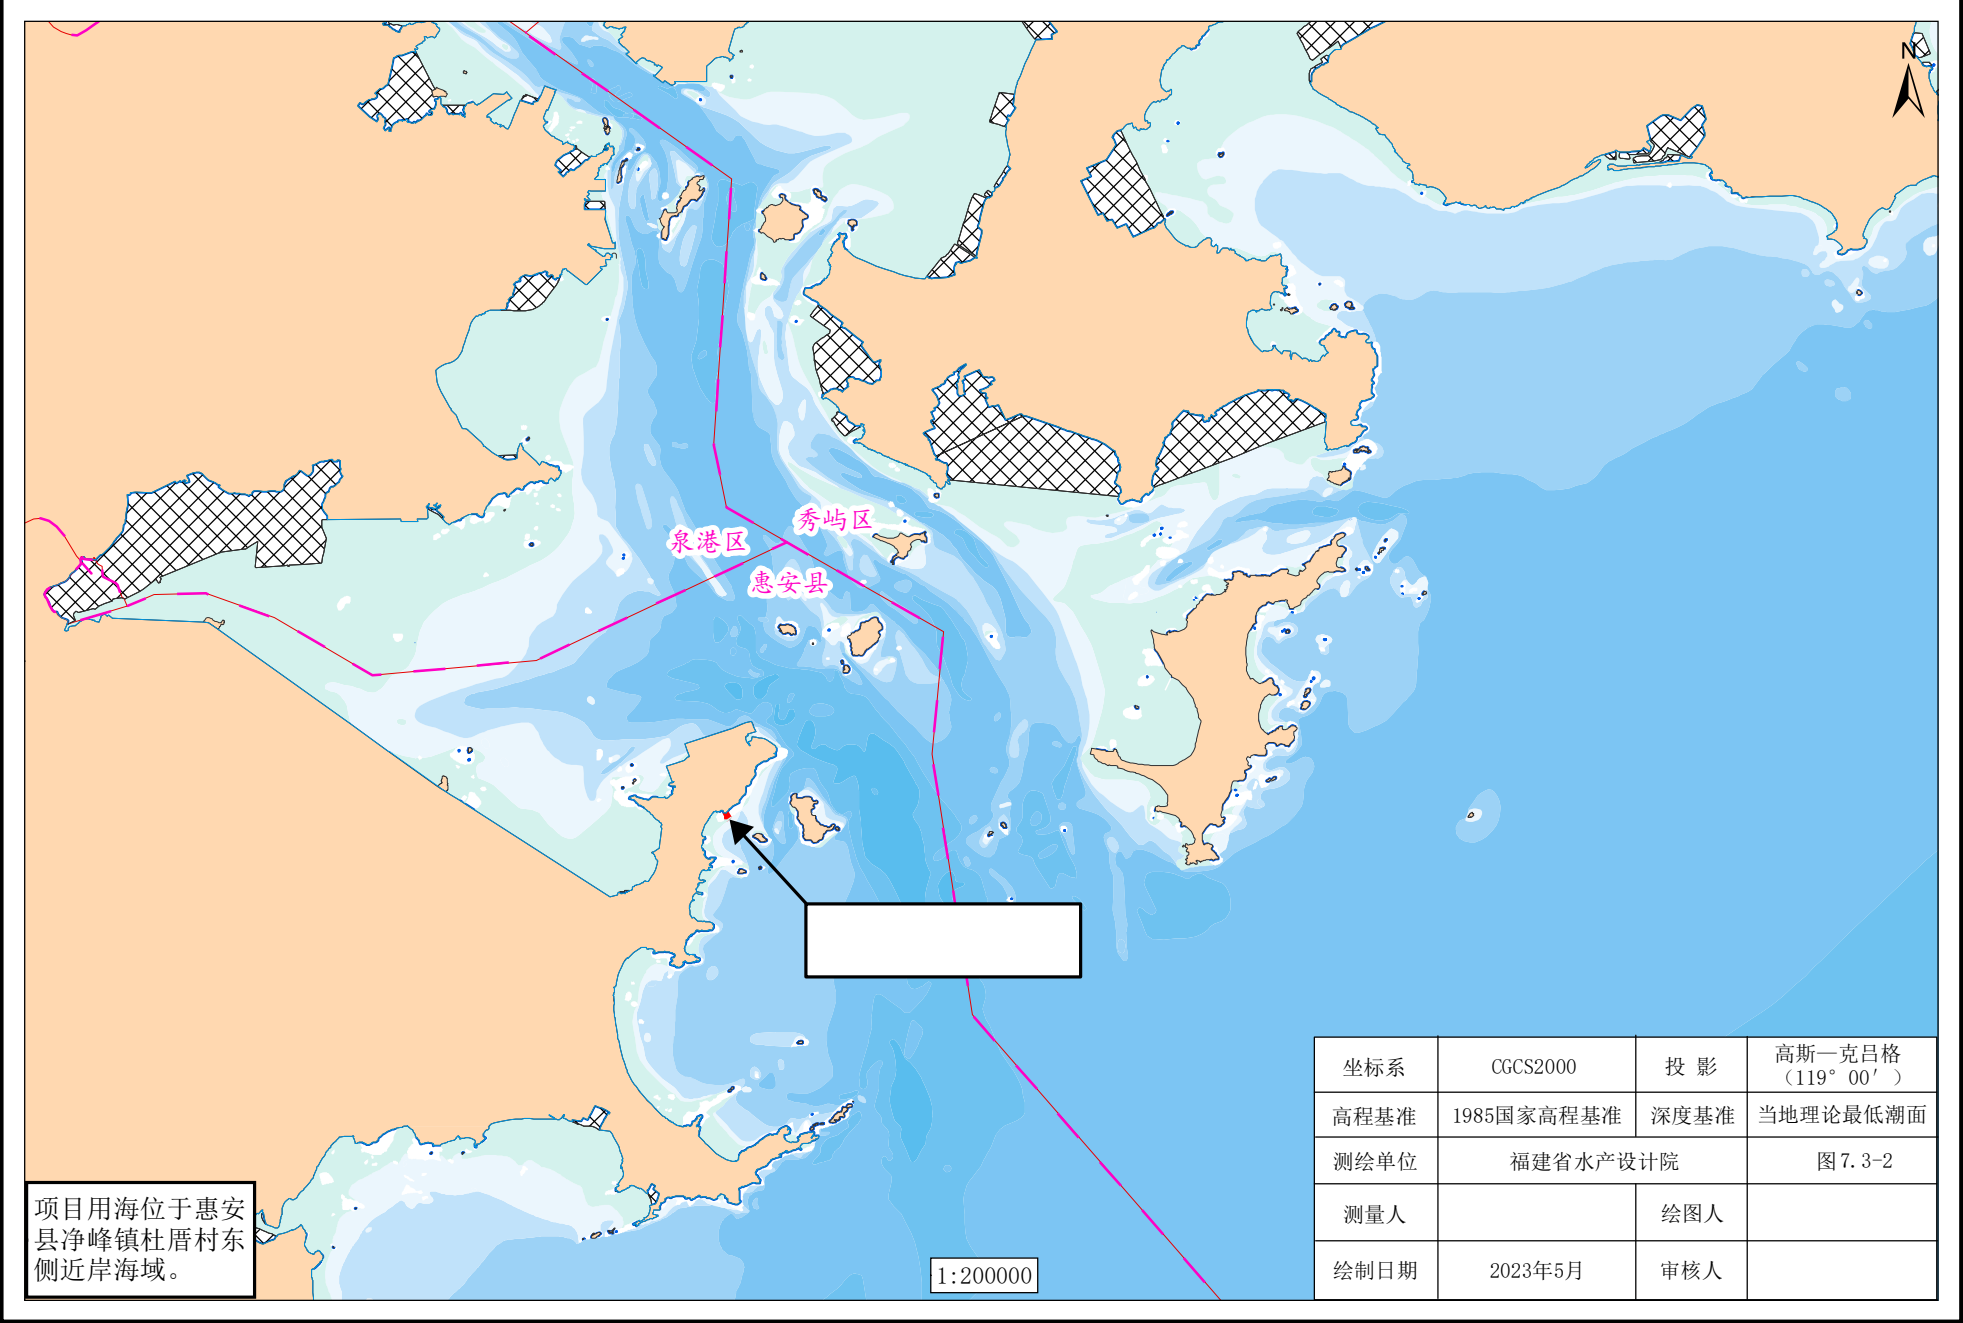 N
秀屿区
泉港区
惠安县
坐标系 CGCS2000 投 影 高斯—克吕格
（119° 00′ ）
高程基准 1985国家高程基准 深度基准 当地理论最低潮面
测绘单位 福建省水产设计院 图7.3-2
测量人 绘图人
绘制日期 2023年5月 审核人
项目用海位于惠安
县净峰镇杜厝村东
侧近岸海域。
1:200000